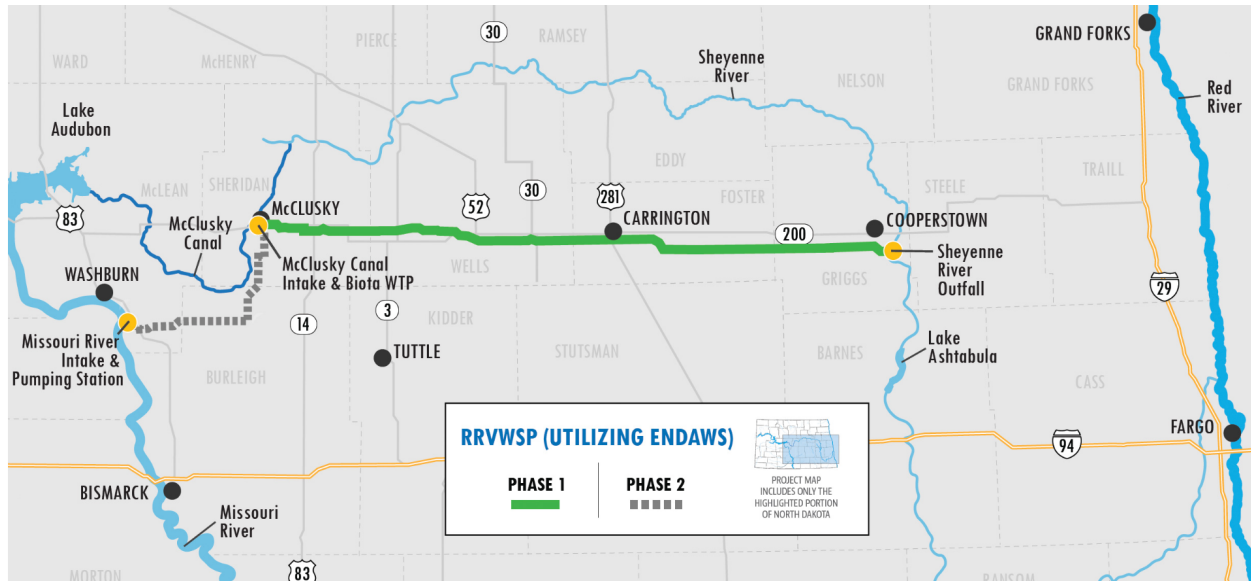 WARD
McHENRY
PIERCE
30
RAMSEY
NELSON
GRAND FORKS
GRAND FORKS
Sheyenne
River
Red
River
Lake
Audubon
McLEAN
SHERIDAN
EDDY
FOSTER
STEELE
TRAILL
83
52
30
281
McCLUSKY
CARRINGTON
200
COOPERSTOWN
McClusky
Canal
McClusky Canal
Intake & Biota WTP
WELLS
GRIGGS
Sheyenne
River
Outfall
29
WASHBURN
Missouri River
Intake &
Pumping Station
14
3
KIDDER
TUTTLE
BURLEIGH
STUTSMAN
BARNES
Lake
Ashtabula
CASS
FARGO
94
RRVWSP (UTILIZING ENDAWS)
PHASE 1
PHASE 2
PROJECT MAP
INCLUDES ONLY THE
HIGHLIGHTED PORTION
OF NORTH DAKOTA
BISMARCK
Missouri
River
MORTON
83
RANSOM